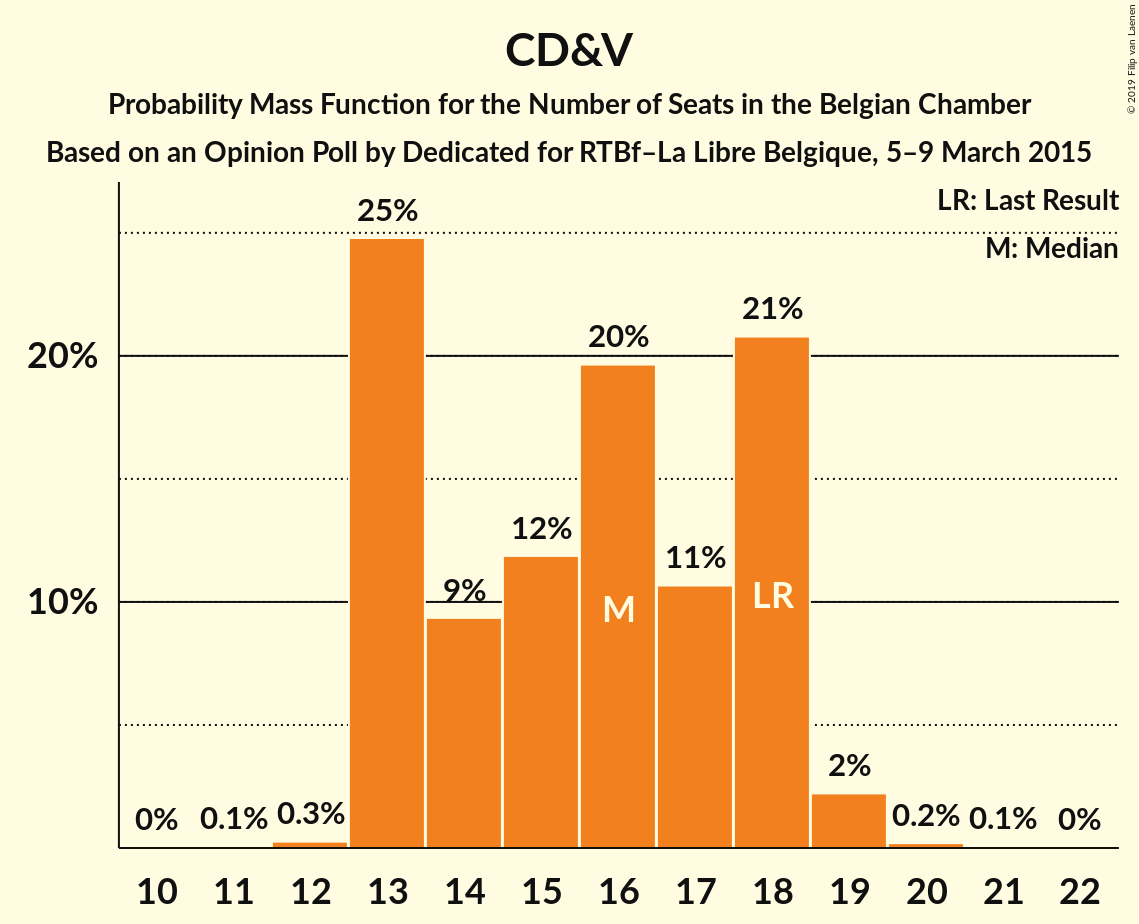 CD&V
Probability Mass Function for the Number of Seats in the Belgian Chamber
Based on an Opinion Poll by Dedicated for RTBf–La Libre Belgique, 5–9 March 2015
© 2019 Filip van Laenen
LR: Last Result
M: Median
25%
21%
20%
20%
12%
11%
9%
10%
M
LR
2%
0% 0.1% 0.3% 0.2% 0.1% 0%
10 11 12 13 14 15 16 17 18 19 20 21 22